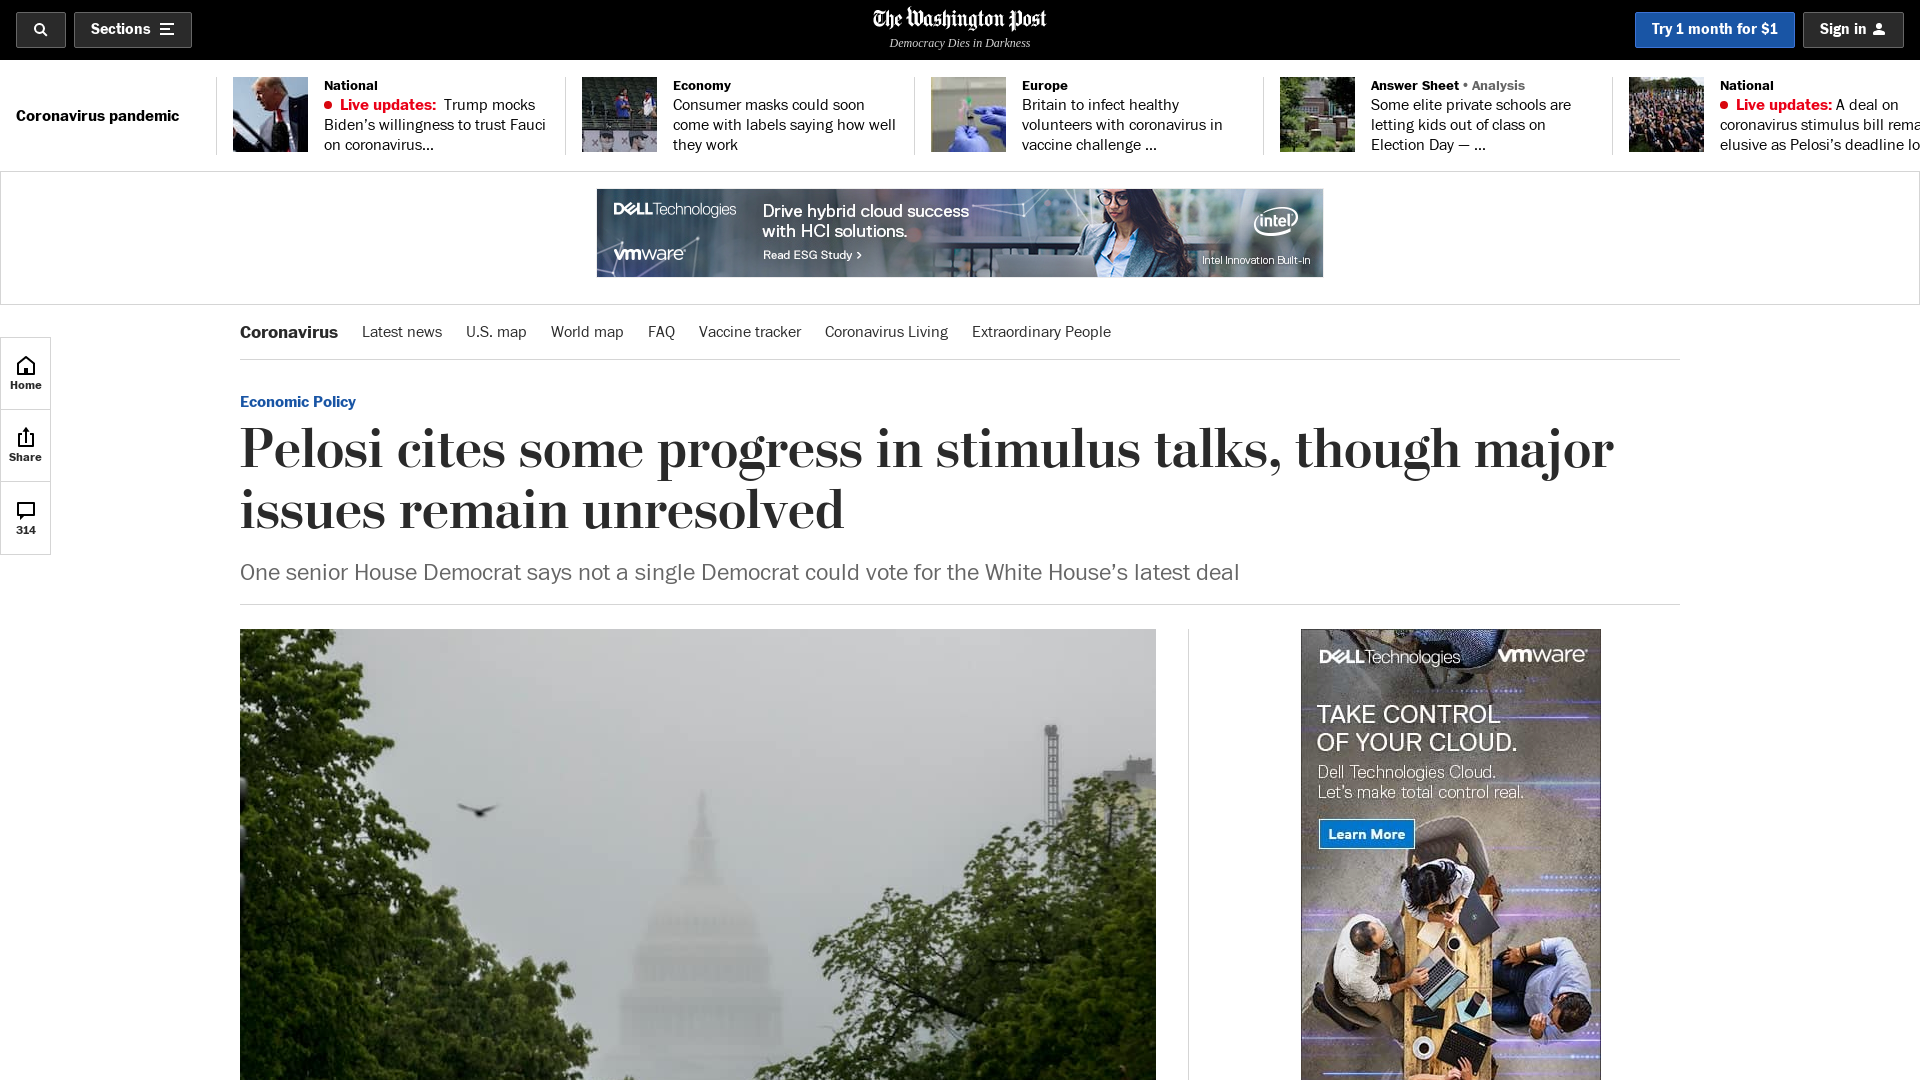 Sections
The Washington Post
Democracy Dies in Darkness
Try 1 month for $1
Sign in
Coronavirus pandemic
National
Live updates: Trump mocks
Biden’s willingness to trust Fauci
on coronavirus...
Economy
Consumer masks could soon
come with labels saying how well
they work
Europe
Britain to infect healthy
volunteers with coronavirus in
vaccine challenge ...
Answer Sheet • Analysis
Some elite private schools are
letting kids out of class on
Election Day — ...
National
Live updates: A deal on
coronavirus stimulus bill rema
elusive as Pelosi’s deadline lo
DELL Technologies
vmware
Drive hybrid cloud success
with HCI solutions.
Read ESG Study >
intel
Intel Innovation Built-in
Coronavirus
Latest news
U.S. map
World map
FAQ
Vaccine tracker
Coronavirus Living
Extraordinary People
Home
Share
314
Economic Policy
Pelosi cites some progress in stimulus talks, though major
issues remain unresolved
One senior House Democrat says not a single Democrat could vote for the White House’s latest deal
DELL Technologies
vmware
TAKE CONTROL
OF YOUR CLOUD.
Dell Technologies Cloud.
Let’s make total control real.
Learn More